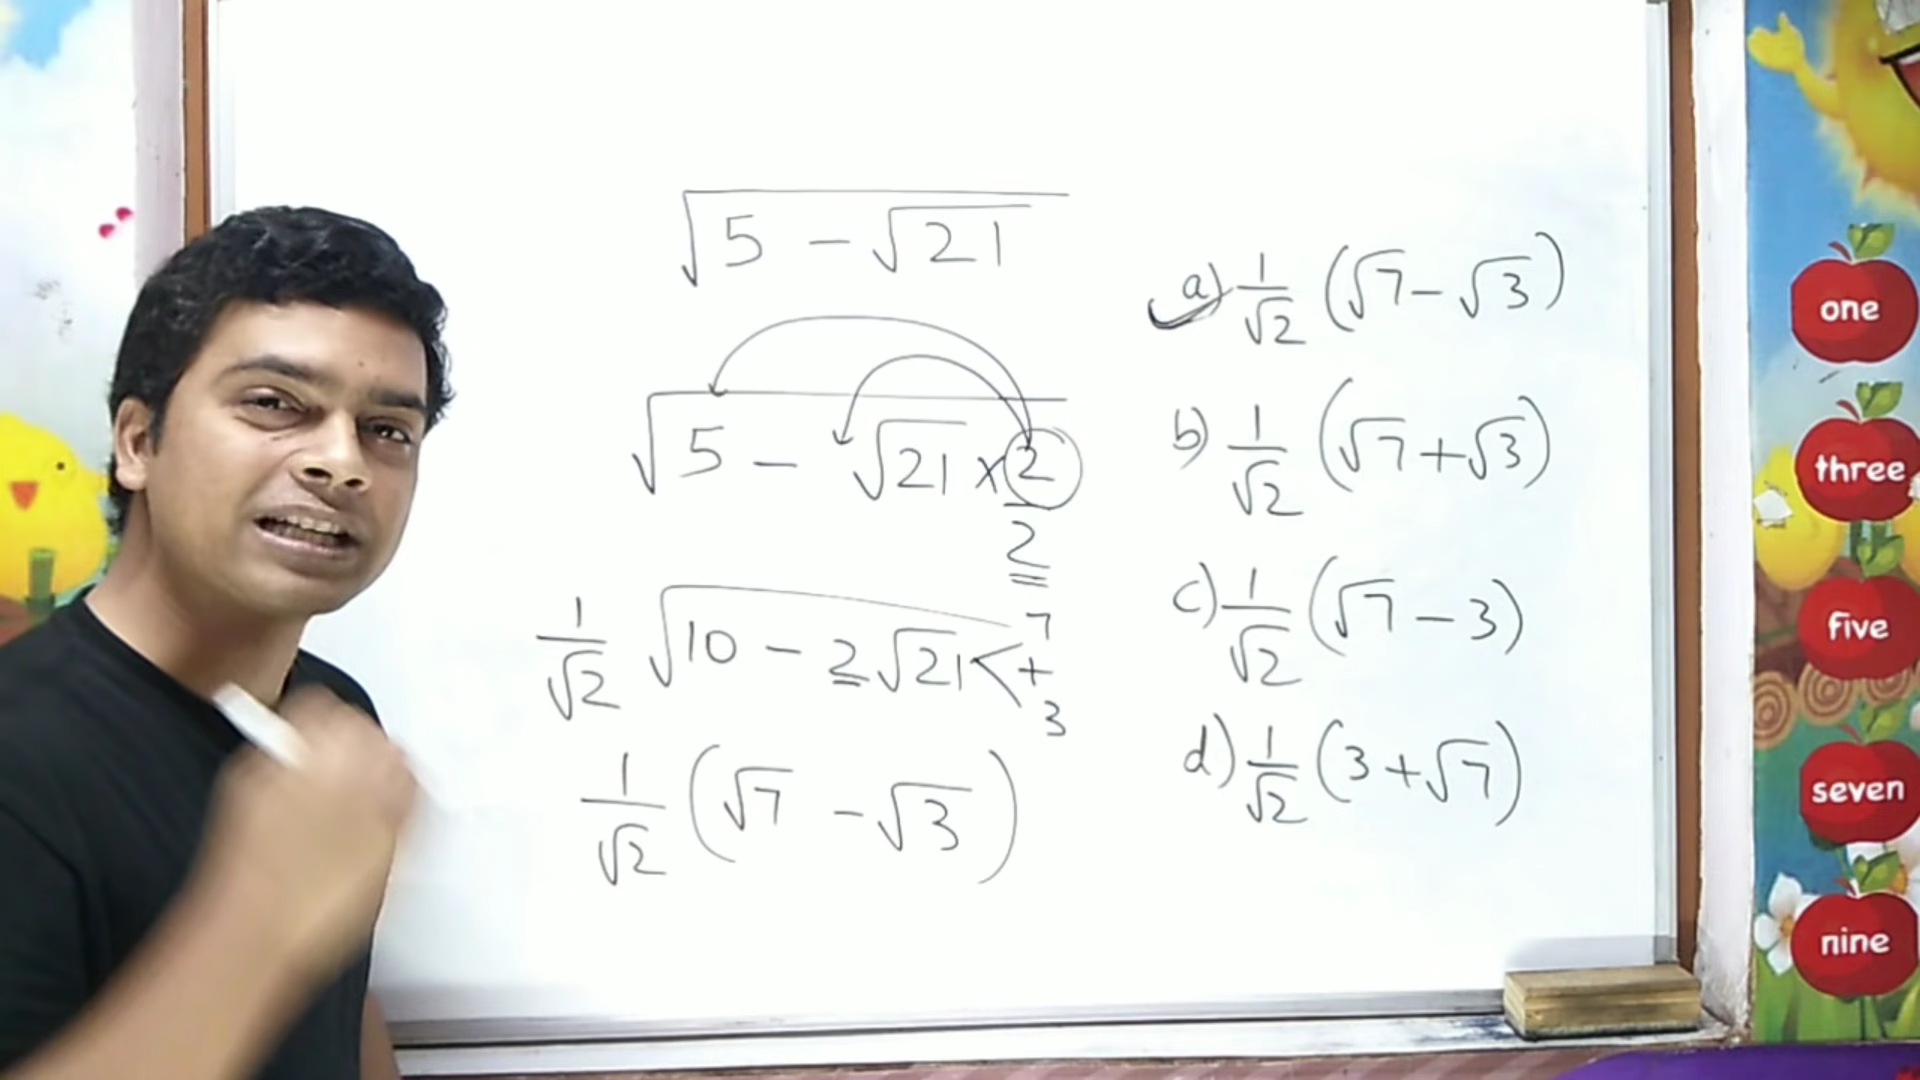 √(5 - √21)
√(5 - √21 × 2/2)
1/√2 √(10 - 2√21) < 7 + 3
1/√2 (√7 - √3)
a) 1/√2 (√7 - √3)
b) 1/√2 (√7 + √3)
c) 1/√2 (√7 - 3)
d) 1/√2 (3 + √7)
one
three
five
seven
nine